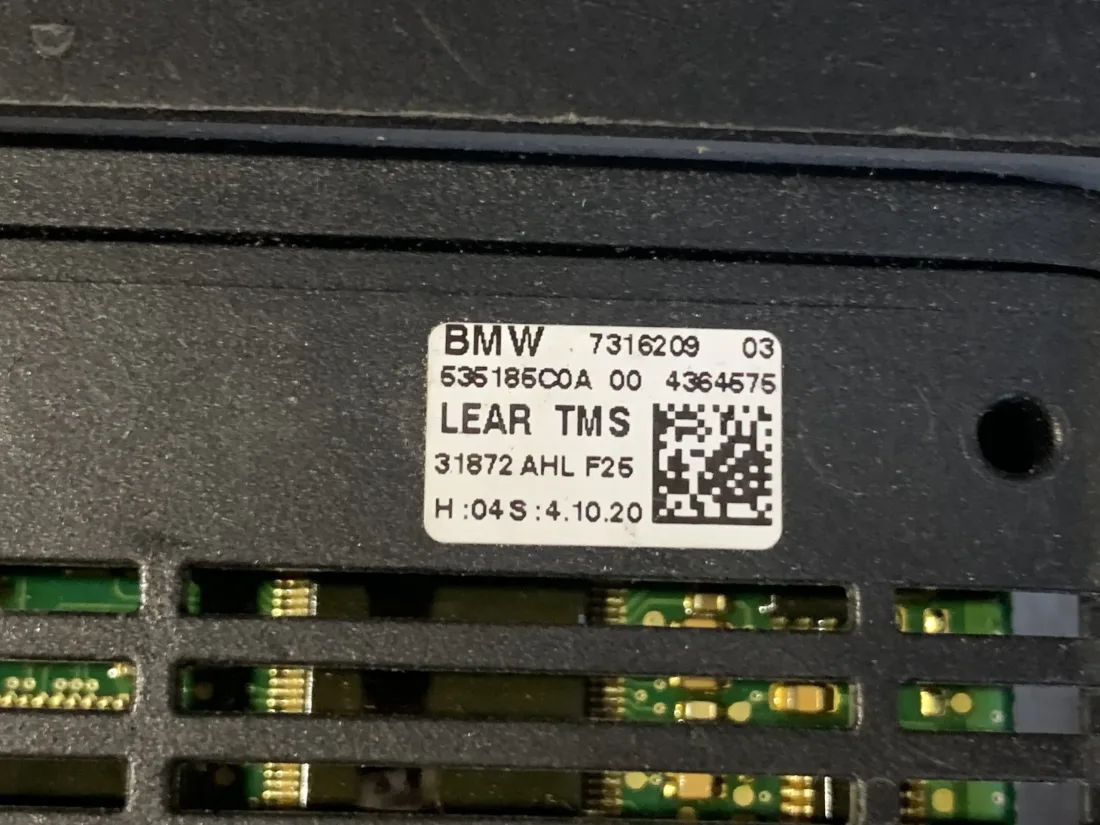 BMW 7316209 03
535185C0A 00 4364575
LEAR TMS
31872 AHL F25
H :04 S :4.10.20